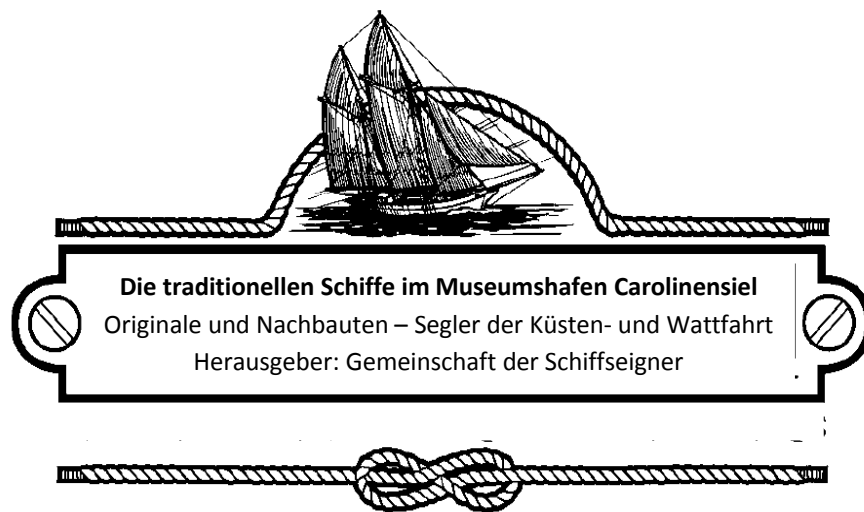 Die traditionellen Schiffe im Museumshafen Carolinensiel
Originale und Nachbauten – Segler der Küsten- und Wattfahrt
Herausgeber: Gemeinschaft der Schiffseigner